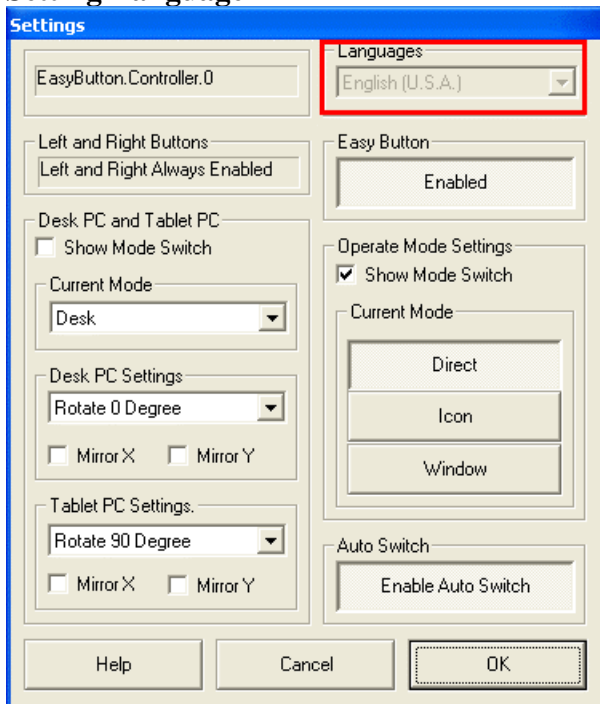 Settings
EasyButton.Controller.0
Languages
English (U.S.A.)
Left and Right Buttons
Left and Right Always Enabled
Easy Button
Enabled
Desk PC and Tablet PC
Show Mode Switch
Current Mode
Desk
Desk PC Settings
Rotate 0 Degree
Mirror X Mirror Y
Tablet PC Settings.
Rotate 90 Degree
Mirror X Mirror Y
Operate Mode Settings
Show Mode Switch
Current Mode
Direct
Icon
Window
Auto Switch
Enable Auto Switch
Help Cancel OK